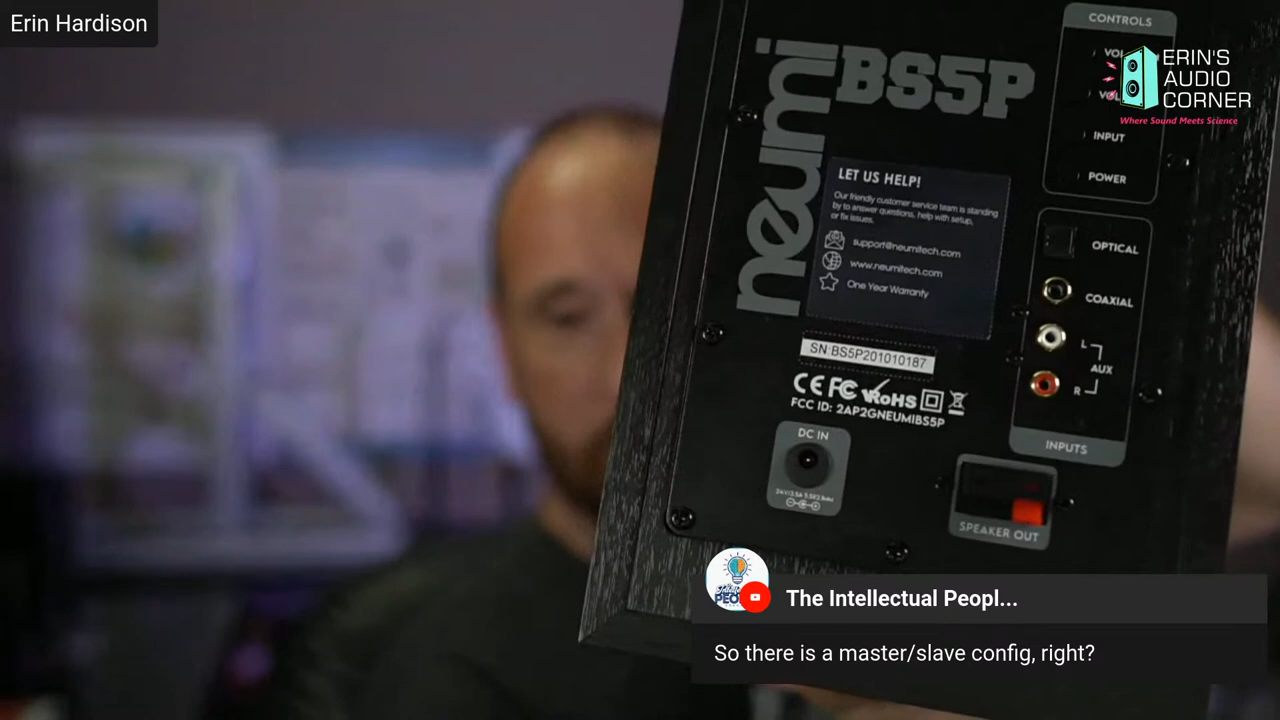 Erin Hardison
neumi
BS5P
CONTROLS
INPUT
POWER
ERIN'S
AUDIO
CORNER
Where Sound Meets Science
LET US HELP!
Our friendly customer service team is standing
by to answer questions, help with setup,
or fix issues.
support@neumitech.com
www.neumitech.com
One Year Warranty
OPTICAL
COAXIAL
L
AUX
R
INPUTS
SN:BS5P201010187
CE FC RoHS
FCC ID: 2AP2GNEUMIBS5P
DC IN
SPEAKER OUT
The Intellectual Peopl...
So there is a master/slave config, right?